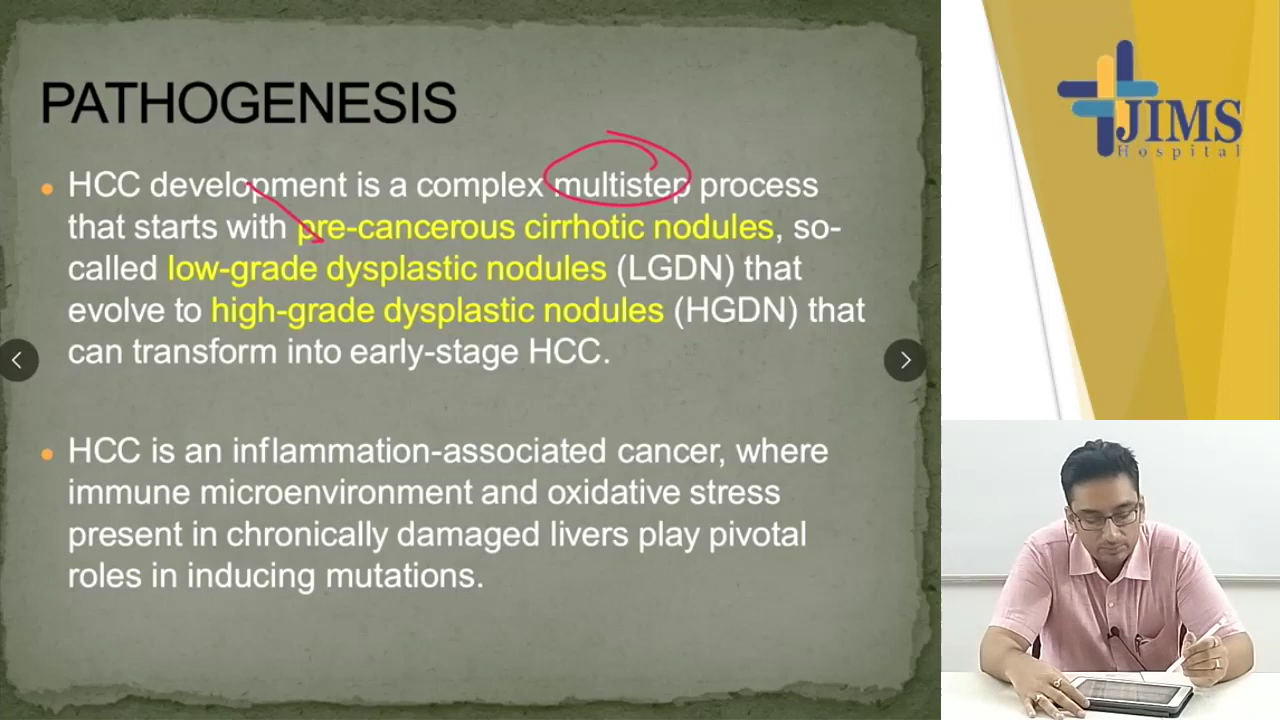 PATHOGENESIS
HCC development is a complex multistep process
that starts with pre-cancerous cirrhotic nodules, so-
called low-grade dysplastic nodules (LGDN) that
evolve to high-grade dysplastic nodules (HGDN) that
can transform into early-stage HCC.
HCC is an inflammation-associated cancer, where
immune microenvironment and oxidative stress
present in chronically damaged livers play pivotal
roles in inducing mutations.
JIMS
Hospital